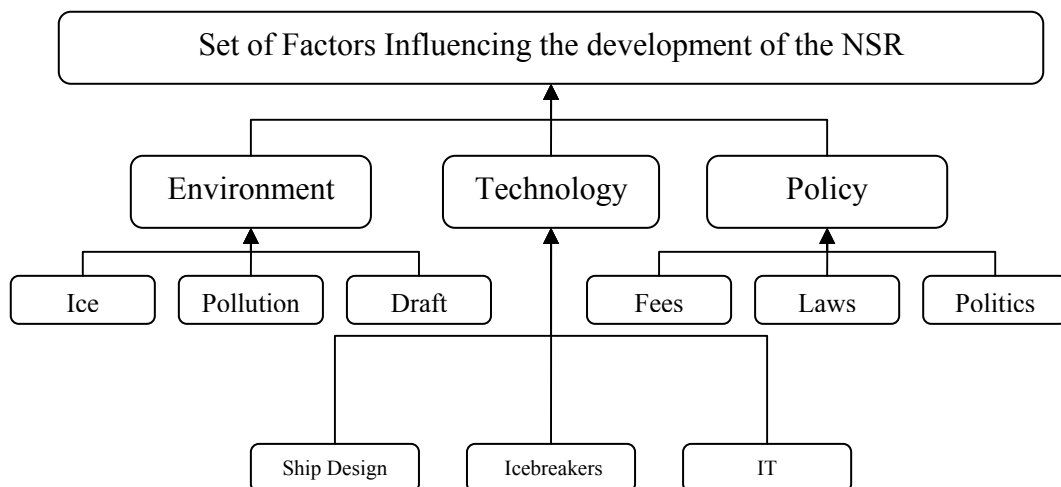 Set of Factors Influencing the development of the NSR
Environment
Technology
Policy
Ice
Pollution
Draft
Fees
Laws
Politics
Ship Design
Icebreakers
IT